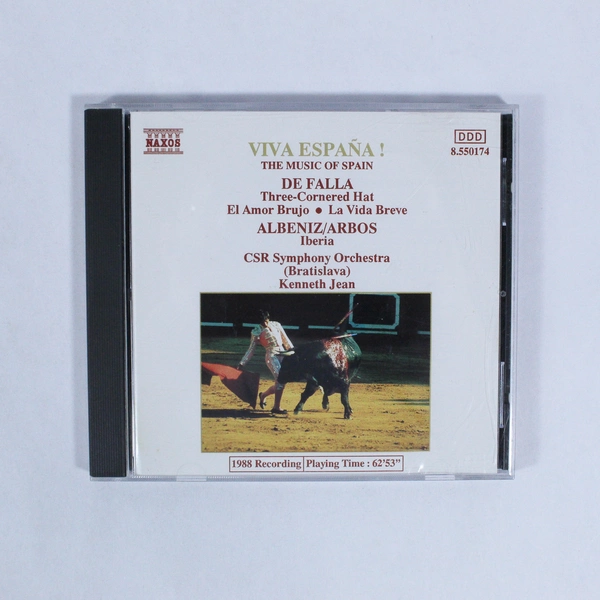 NAXOS
DDD
8.550174
VIVA ESPAÑA !
THE MUSIC OF SPAIN
DE FALLA
Three-Cornered Hat
El Amor Brujo ● La Vida Breve
ALBENIZ/ARBOS
Iberia
CSR Symphony Orchestra
(Bratislava)
Kenneth Jean
1988 Recording Playing Time : 62'53"